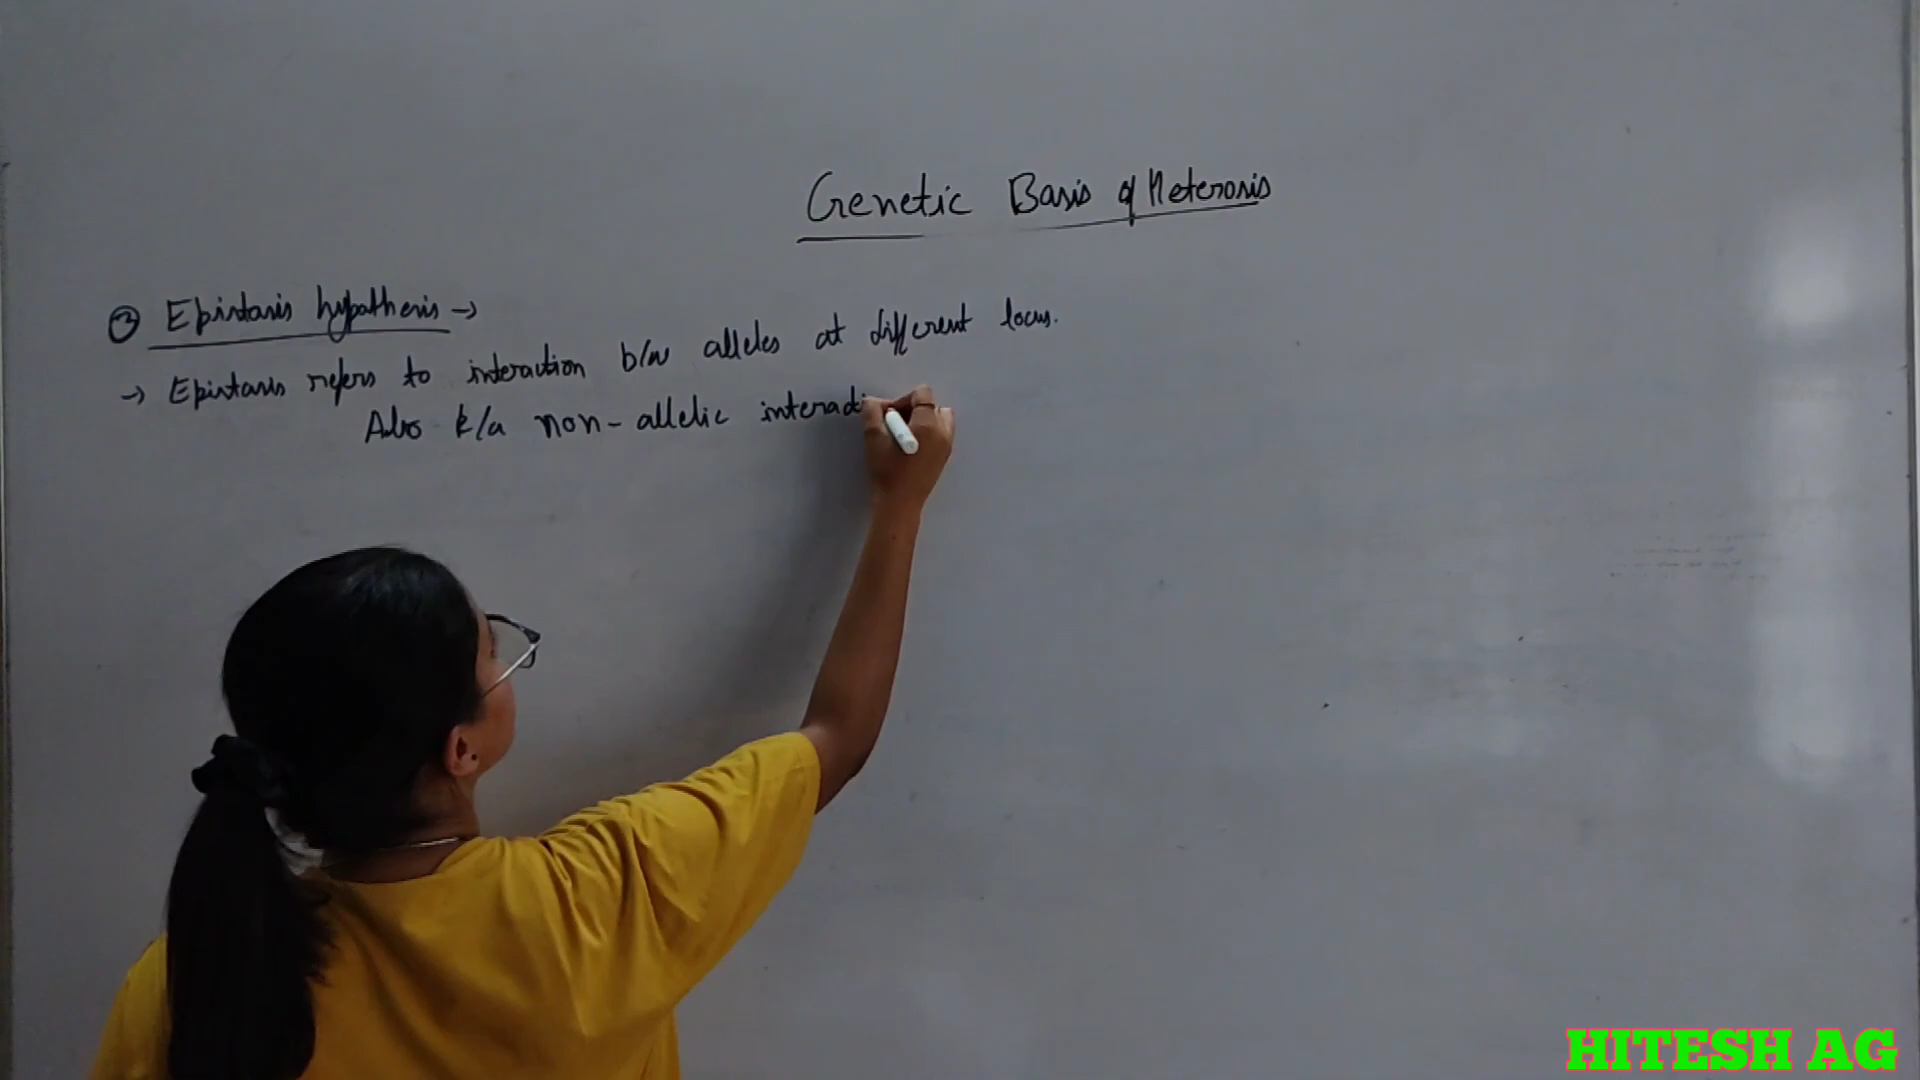 Genetic Basis of Heterosis
③ Epistasis hypothesis →
→ Epistasis refers to interaction b/w alleles at different locus.
Also k/a non-allelic interacti
HITESH AG